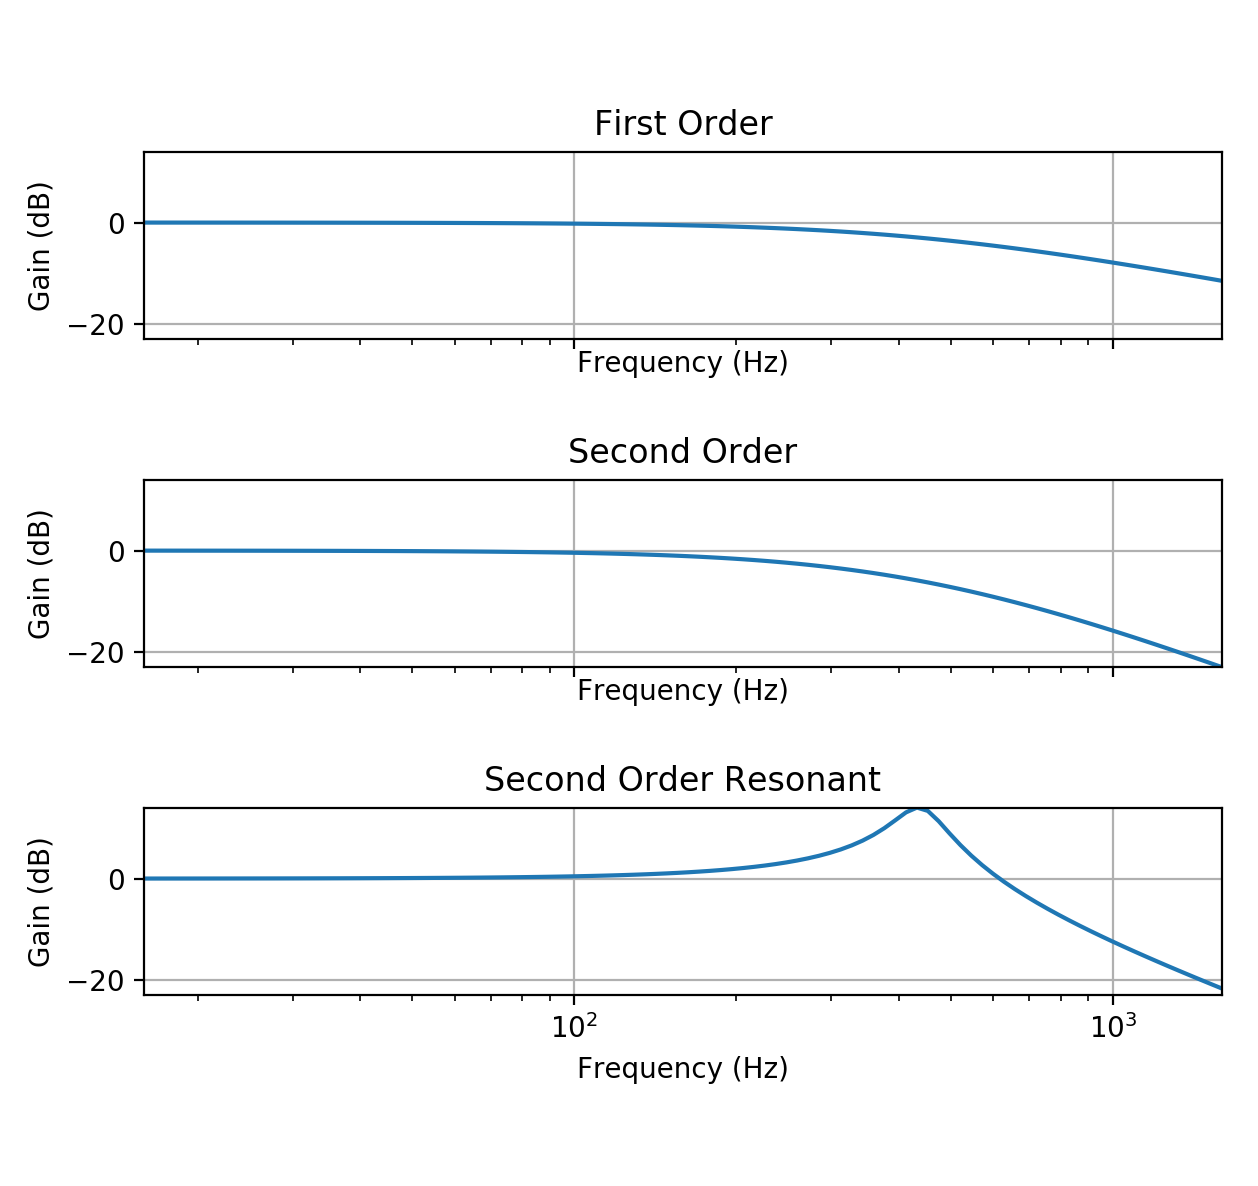 First Order
Gain (dB)
0
−20
Frequency (Hz)
Second Order
Gain (dB)
0
−20
Frequency (Hz)
Second Order Resonant
Gain (dB)
0
−20
10² 10³
Frequency (Hz)